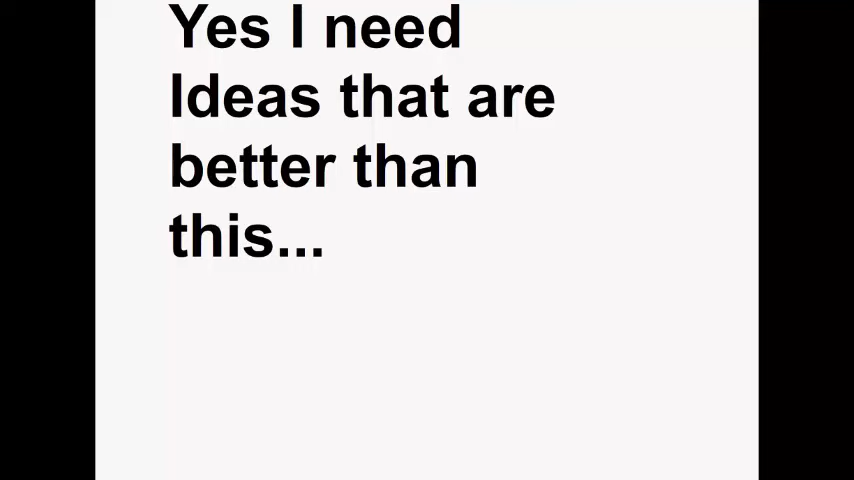 Yes I need
Ideas that are
better than
this...